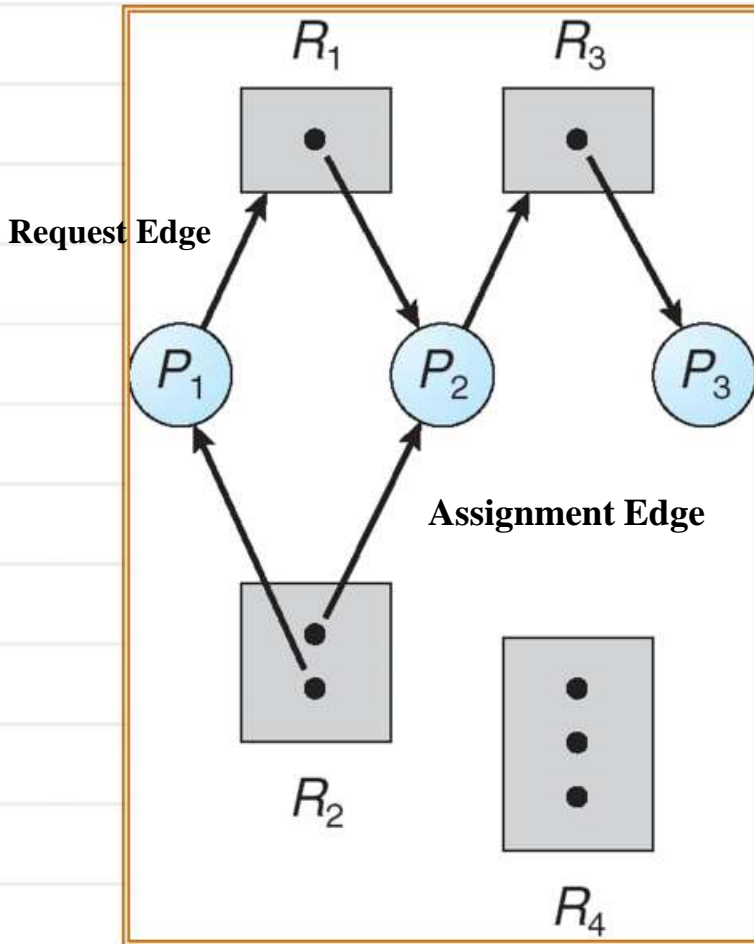 R₁ R₃
Request Edge
P₁ P₂ P₃
Assignment Edge
R₂
R₄